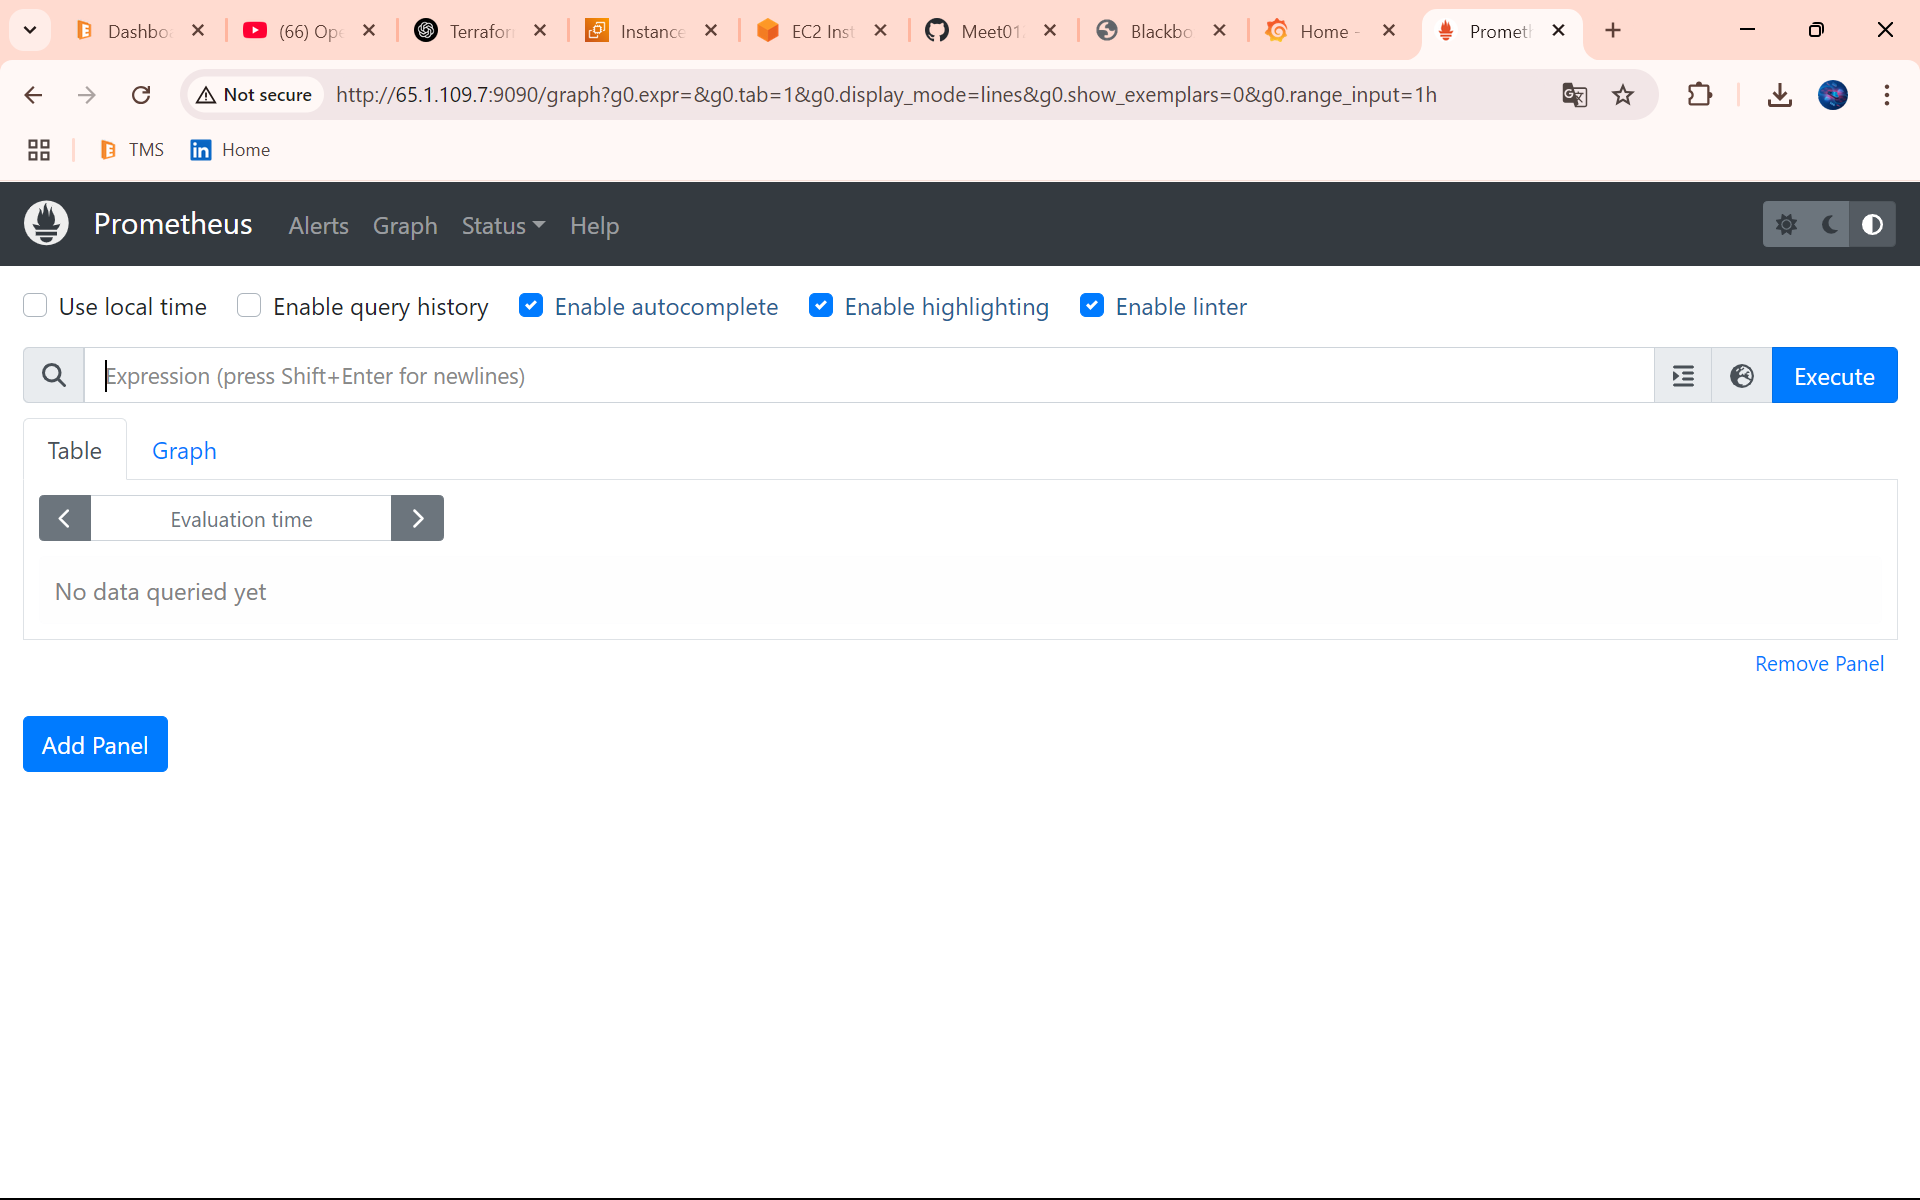 Dashbo
(66) Ope
Terraform
Instance
EC2 Inst
Meet01
Blackbo
Home -
Prometh
Not secure
http://65.1.109.7:9090/graph?g0.expr=&g0.tab=1&g0.display_mode=lines&g0.show_exemplars=0&g0.range_input=1h
TMS
Home
Prometheus
Alerts
Graph
Status
Help
Use local time
Enable query history
Enable autocomplete
Enable highlighting
Enable linter
Expression (press Shift+Enter for newlines)
Execute
Table
Graph
Evaluation time
No data queried yet
Remove Panel
Add Panel